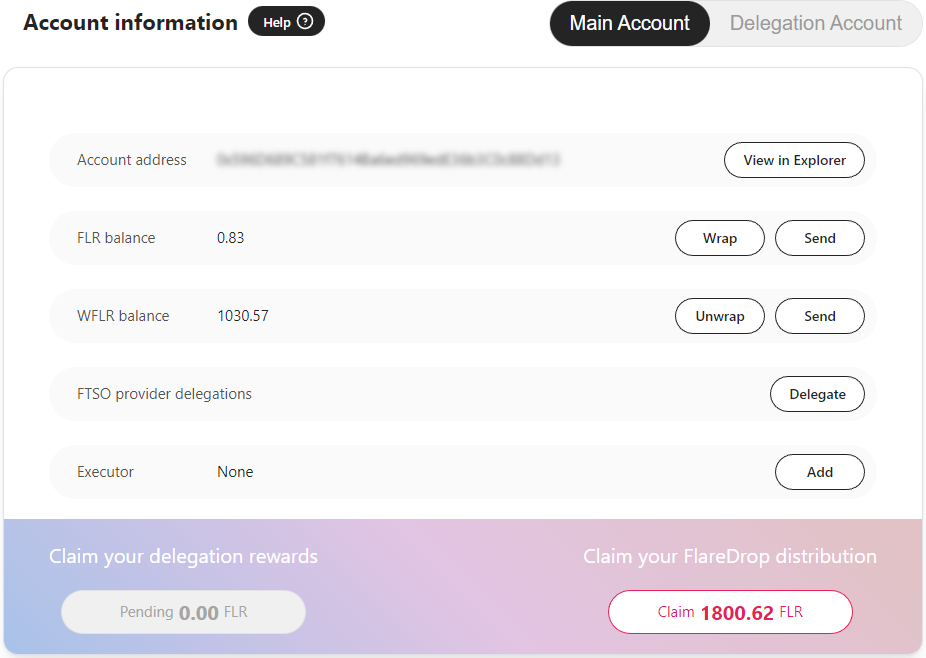 Account information Help ? Main Account Delegation Account
Account address View in Explorer
FLR balance 0.83 Wrap Send
WFLR balance 1030.57 Unwrap Send
FTSO provider delegations Delegate
Executor None Add
Claim your delegation rewards Claim your FlareDrop distribution
Pending 0.00 FLR Claim 1800.62 FLR